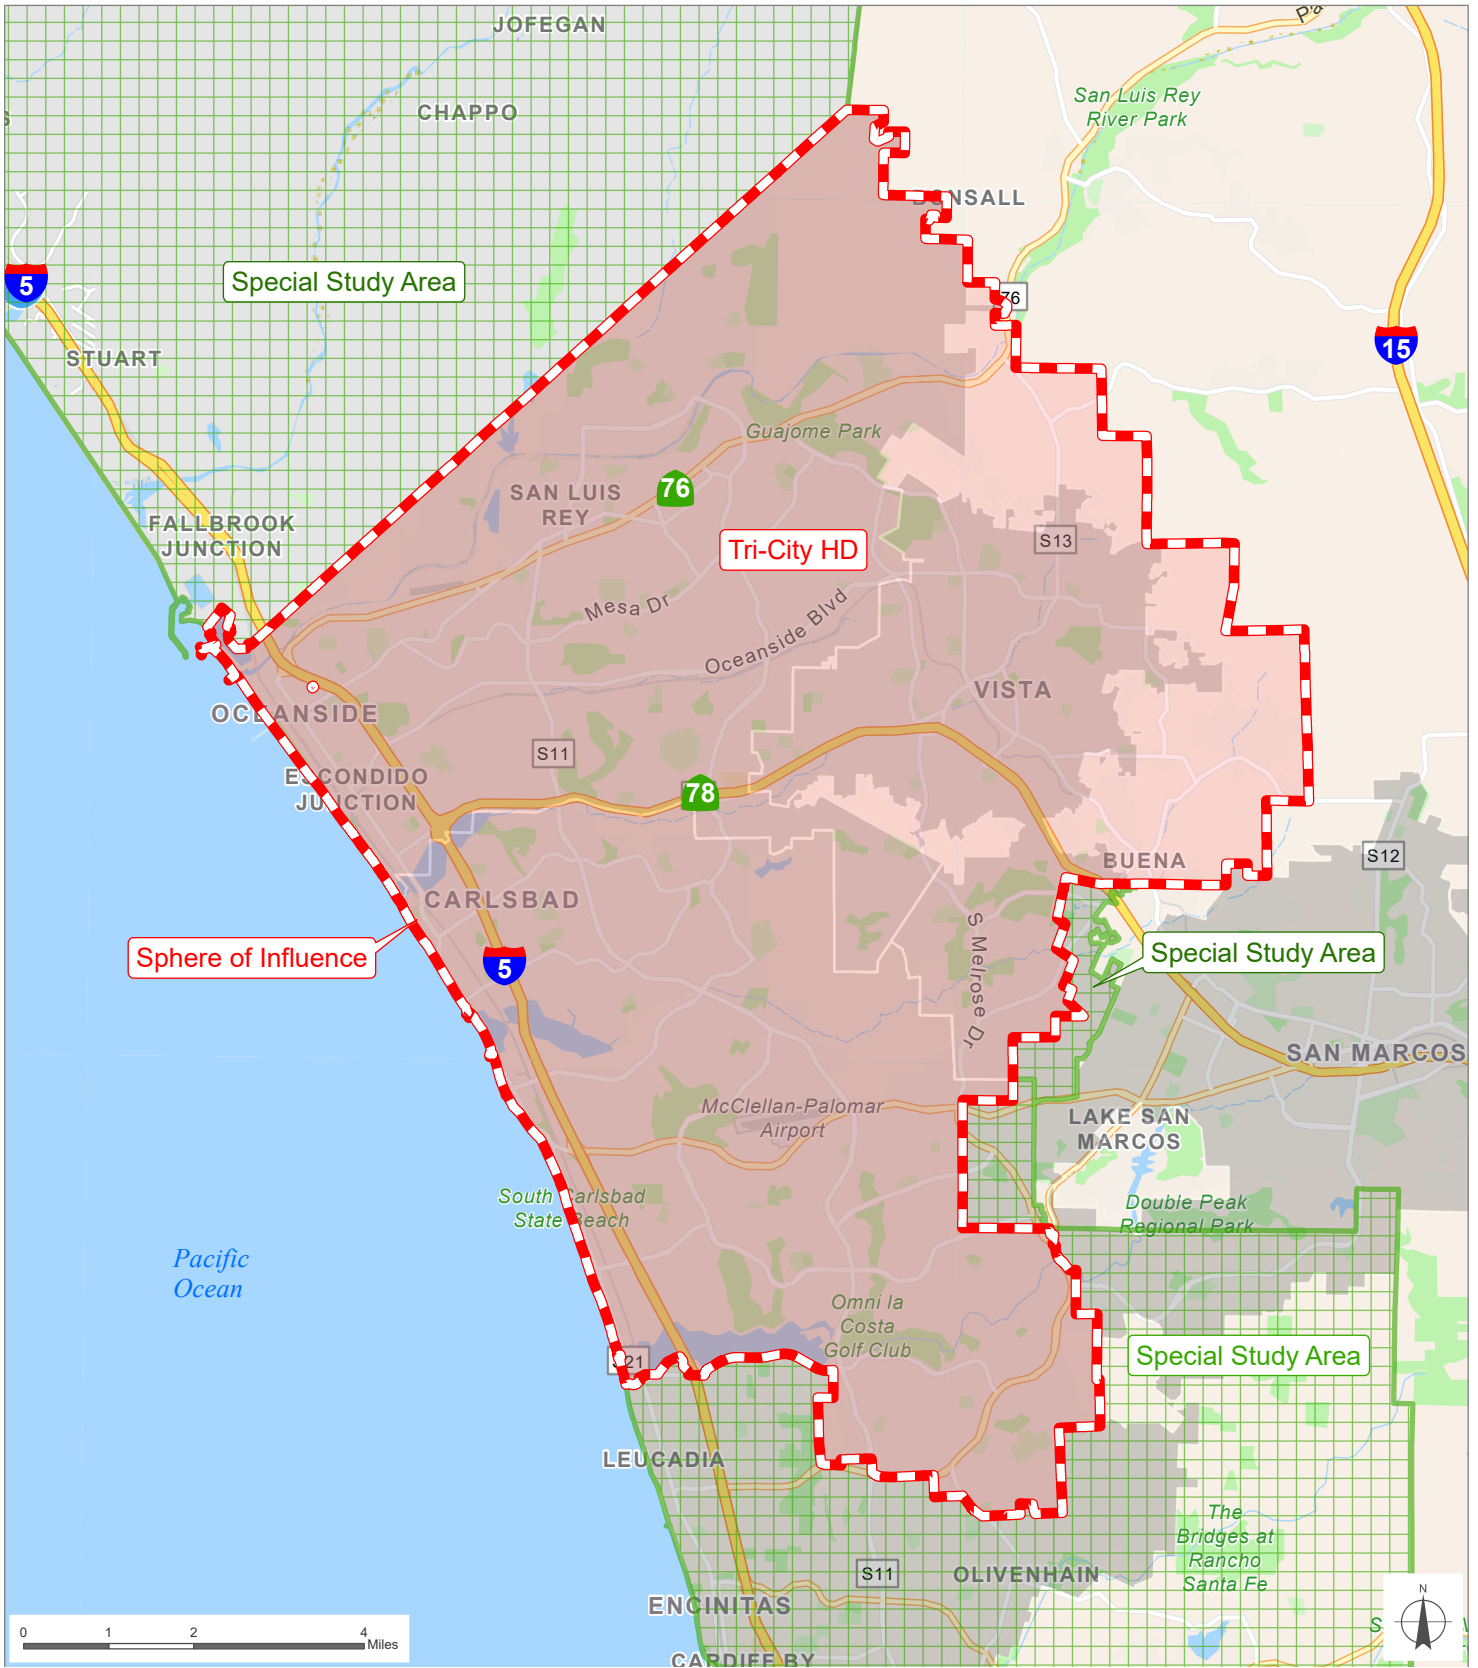 JOFEGAN
CHAPPO
San Luis Rey
River Park
BONSALL
Special Study Area
5
76
15
STUART
Guajome Park
SAN LUIS
REY
76
FALLBROOK
JUNCTION
Tri-City HD
S13
Mesa Dr
Oceanside Blvd
VISTA
OCEANSIDE
S11
ESCONDIDO
JUNCTION
78
BUENA
S12
CARLSBAD
S Melrose Dr
Sphere of Influence
5
Special Study Area
SAN MARCOS
McClellan-Palomar
Airport
LAKE SAN
MARCOS
South Carlsbad
State Beach
Double Peak
Regional Park
Pacific
Ocean
Omni la
Costa
Golf Club
S21
Special Study Area
LEUCADIA
The
Bridges at
Rancho
Santa Fe
S11
OLIVENHAIN
ENCINITAS
N
0 1 2 4
Miles
CARDIFF BY